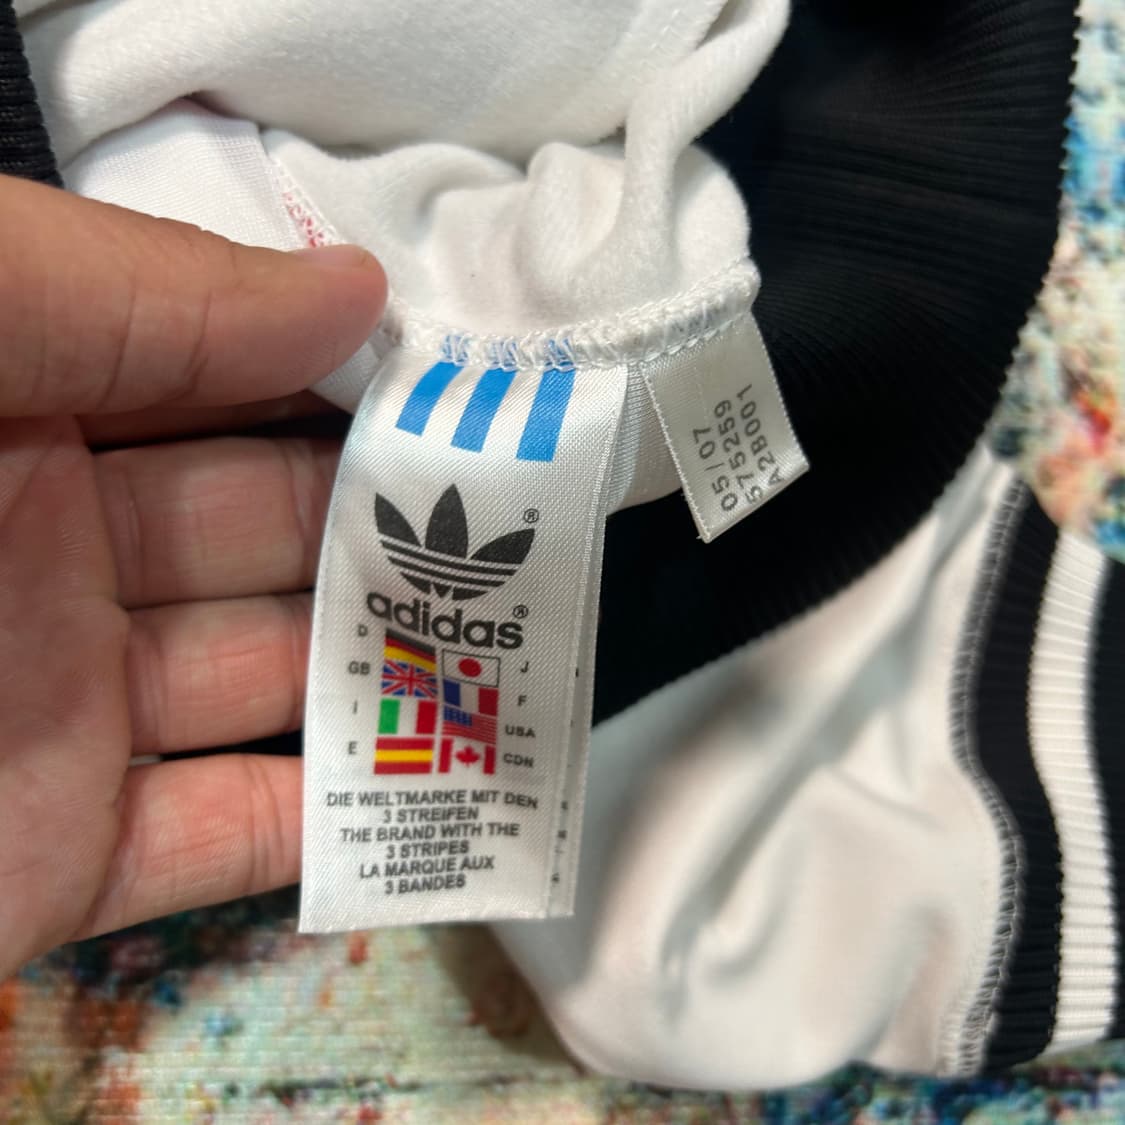 ®
adidas®
D
J
GB
F
I
USA
E
CDN
DIE WELTMARKE MIT DEN
3 STREIFEN
THE BRAND WITH THE
3 STRIPES
LA MARQUE AUX
3 BANDES
05/07
575259
A2B001